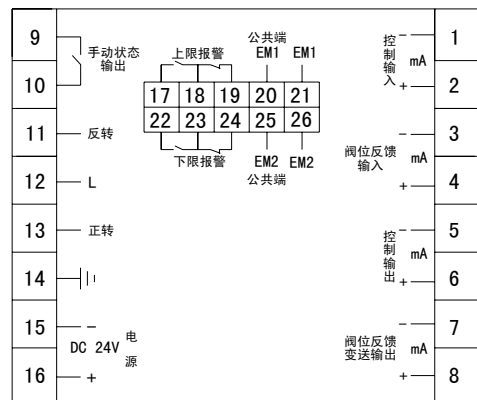 9
手动状态
输出
10
11 反转
12 L
13 正转
14
15 −
DC 24V 电源
16 +
公共端
上限报警 EM1 EM1
17 18 19 20 21
22 23 24 25 26
下限报警 EM2 EM2
公共端
− 1
控制输入 mA
+ 2
− 3
阀位反馈
输入 mA
+ 4
− 5
控制输出 mA
+ 6
− 7
阀位反馈
变送输出 mA
+ 8